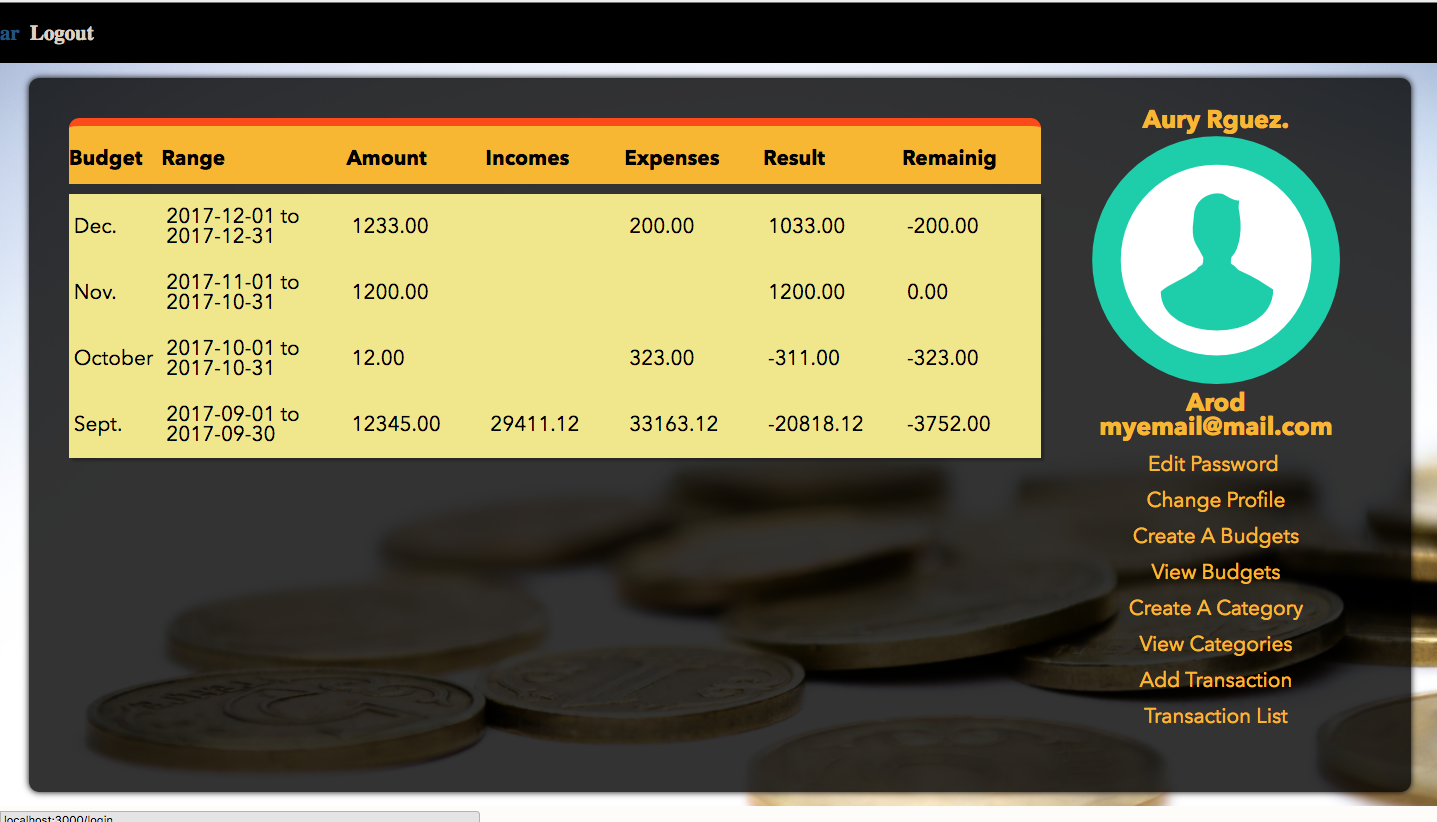 ar Logout
Budget Range Amount Incomes Expenses Result Remainig
Dec. 2017-12-01 to 2017-12-31 1233.00 200.00 1033.00 -200.00
Nov. 2017-11-01 to 2017-10-31 1200.00 1200.00 0.00
October 2017-10-01 to 2017-10-31 12.00 323.00 -311.00 -323.00
Sept. 2017-09-01 to 2017-09-30 12345.00 29411.12 33163.12 -20818.12 -3752.00
Aury Rguez.
Arod
myemail@mail.com
Edit Password
Change Profile
Create A Budgets
View Budgets
Create A Category
View Categories
Add Transaction
Transaction List
localhost:3000/login